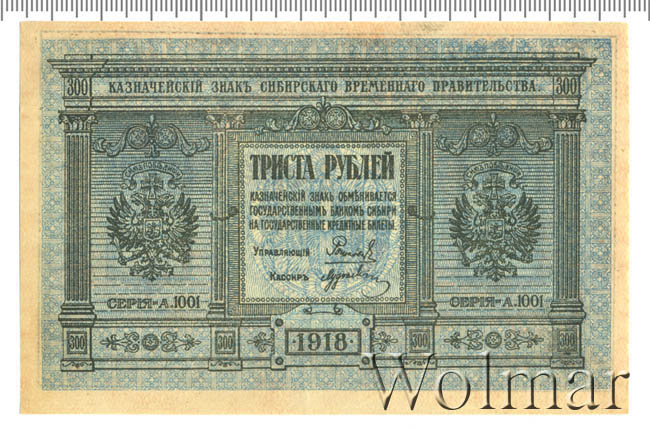 300 КАЗНАЧЕЙСКІЙ ЗНАКЪ СИБИРСКАГО ВРЕМЕННАГО ПРАВИТЕЛЬСТВА. 300
ТРИСТА РУБЛЕЙ
КАЗНАЧЕЙСКІЙ ЗНАКЪ ОБМѢНИВАЕТСЯ
ГОСУДАРСТВЕННЫМЪ БАНКОМЪ СИБИРИ
НА ГОСУДАРСТВЕННЫЕ КРЕДИТНЫЕ БИЛЕТЫ.
УПРАВЛЯЮЩІЙ
КАССИРЪ
СЕРІЯ А.1001
СЕРІЯ А.1001
300 300 1918 300 300
Wolmar